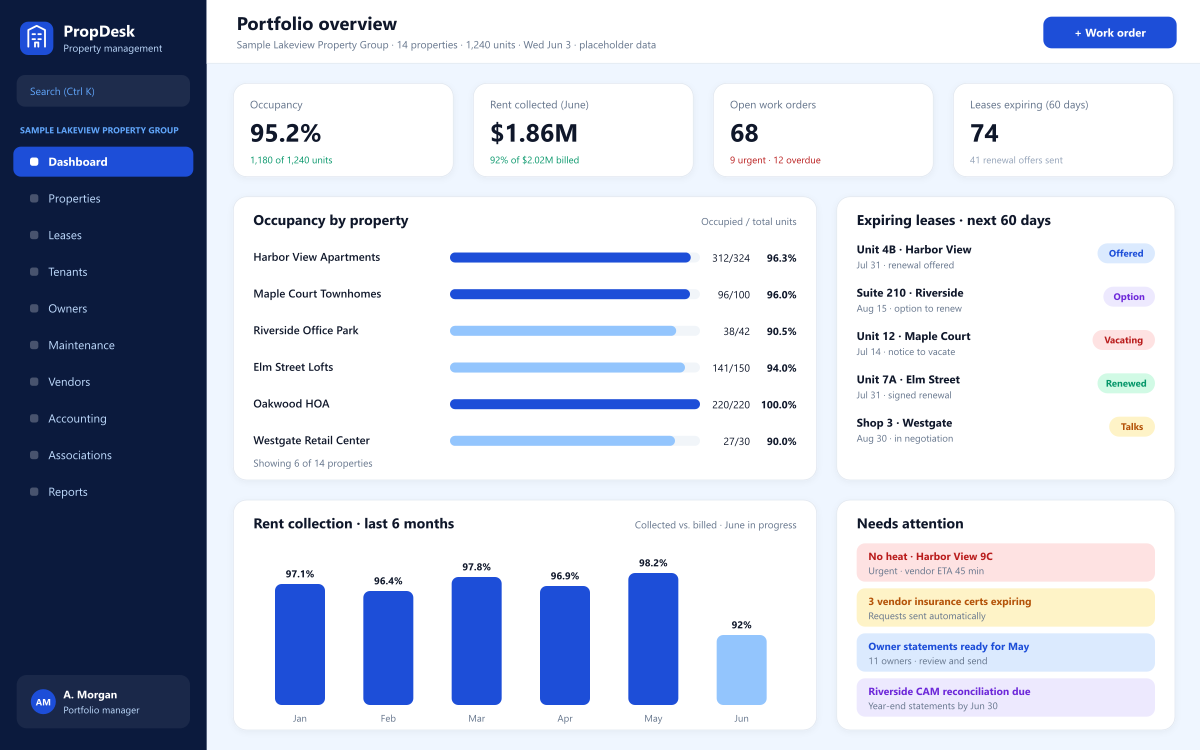 PropDesk
Property management
Search (Ctrl K)
SAMPLE LAKEVIEW PROPERTY GROUP
Dashboard
Properties
Leases
Tenants
Owners
Maintenance
Vendors
Accounting
Associations
Reports
AM
A. Morgan
Portfolio manager
Portfolio overview
Sample Lakeview Property Group · 14 properties · 1,240 units · Wed Jun 3 · placeholder data
+ Work order
Occupancy
95.2%
1,180 of 1,240 units
Rent collected (June)
$1.86M
92% of $2.02M billed
Open work orders
68
9 urgent · 12 overdue
Leases expiring (60 days)
74
41 renewal offers sent
Occupancy by property
Occupied / total units
Harbor View Apartments 312/324 96.3%
Maple Court Townhomes 96/100 96.0%
Riverside Office Park 38/42 90.5%
Elm Street Lofts 141/150 94.0%
Oakwood HOA 220/220 100.0%
Westgate Retail Center 27/30 90.0%
Showing 6 of 14 properties
Expiring leases · next 60 days
Unit 4B · Harbor View
Jul 31 · renewal offered
Offered
Suite 210 · Riverside
Aug 15 · option to renew
Option
Unit 12 · Maple Court
Jul 14 · notice to vacate
Vacating
Unit 7A · Elm Street
Jul 31 · signed renewal
Renewed
Shop 3 · Westgate
Aug 30 · in negotiation
Talks
Rent collection · last 6 months
Collected vs. billed · June in progress
97.1% 96.4% 97.8% 96.9% 98.2% 92%
Jan Feb Mar Apr May Jun
Needs attention
No heat · Harbor View 9C
Urgent · vendor ETA 45 min
3 vendor insurance certs expiring
Requests sent automatically
Owner statements ready for May
11 owners · review and send
Riverside CAM reconciliation due
Year-end statements by Jun 30